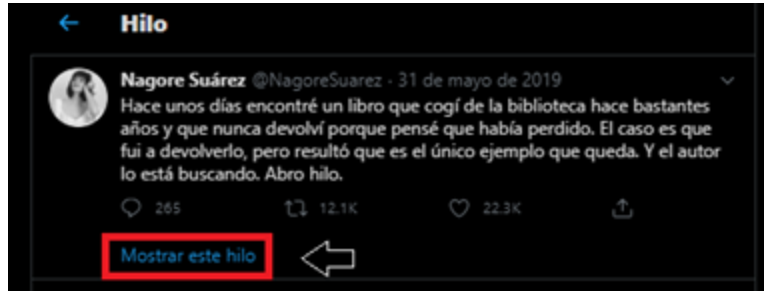 Hilo
Nagore Suárez @NagoreSuarez - 31 de mayo de 2019
Hace unos días encontré un libro que cogí de la biblioteca hace bastantes
años y que nunca devolví porque pensé que había perdido. El caso es que
fui a devolverlo, pero resultó que es el único ejemplo que queda. Y el autor
lo está buscando. Abro hilo.
265 12.1K 22.3K
Mostrar este hilo